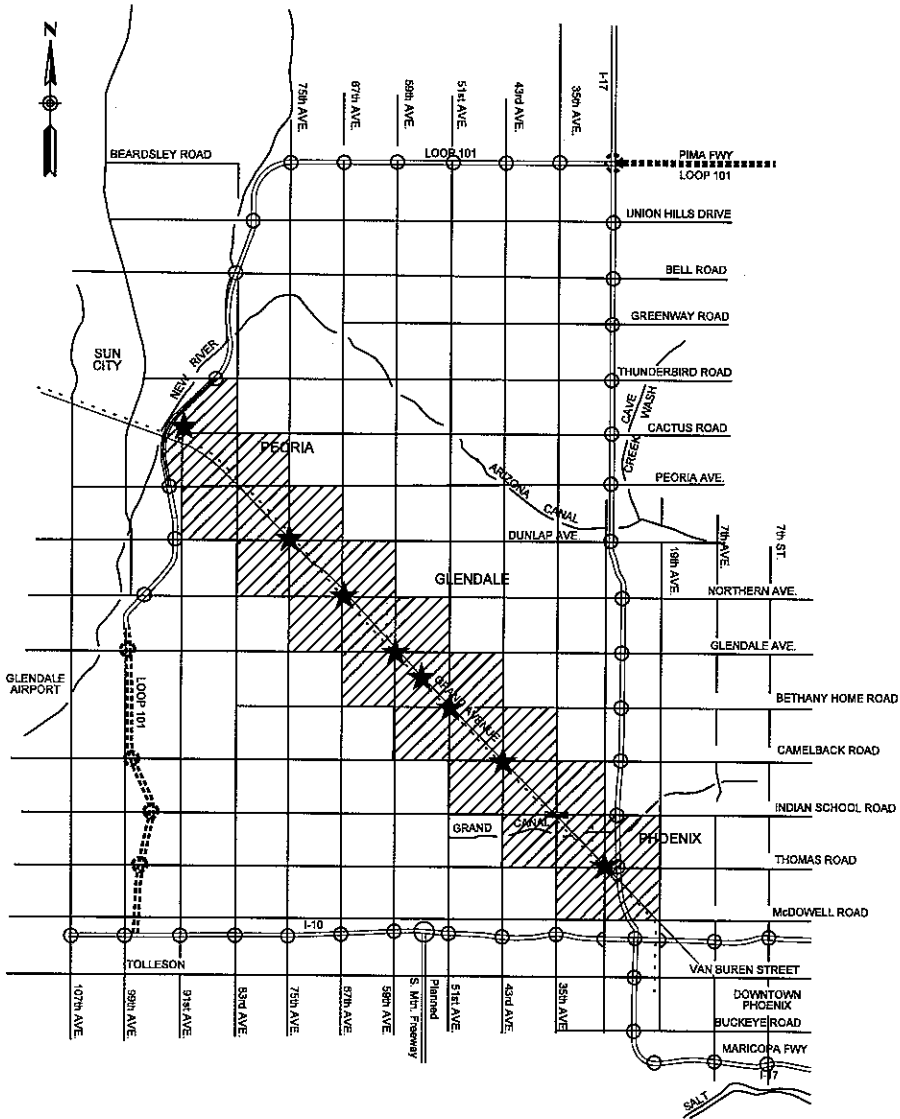 N
75th AVE.
67th AVE.
59th AVE.
51st AVE.
43rd AVE.
35th AVE.
I-17
BEARDSLEY ROAD
LOOP 101
PIMA FWY
LOOP 101
UNION HILLS DRIVE
BELL ROAD
GREENWAY ROAD
SUN
CITY
NEW RIVER
THUNDERBIRD ROAD
CAVE
CREEK
WASH
CACTUS ROAD
PEORIA
ARIZONA
CANAL
PEORIA AVE.
DUNLAP AVE.
19th AVE.
7th AVE.
7th ST.
GLENDALE
NORTHERN AVE.
GLENDALE AVE.
GLENDALE
AIRPORT
LOOP 101
GRAND AVENUE
BETHANY HOME ROAD
CAMELBACK ROAD
INDIAN SCHOOL ROAD
GRAND
CANAL
PHOENIX
THOMAS ROAD
McDOWELL ROAD
I-10
TOLLESON
VAN BUREN STREET
107th AVE.
99th AVE.
91st AVE.
83rd AVE.
75th AVE.
67th AVE.
59th AVE.
Planned
S. Mtn. Freeway
51st AVE.
43rd AVE.
35th AVE.
DOWNTOWN
PHOENIX
BUCKEYE ROAD
MARICOPA FWY
I-17
SALT